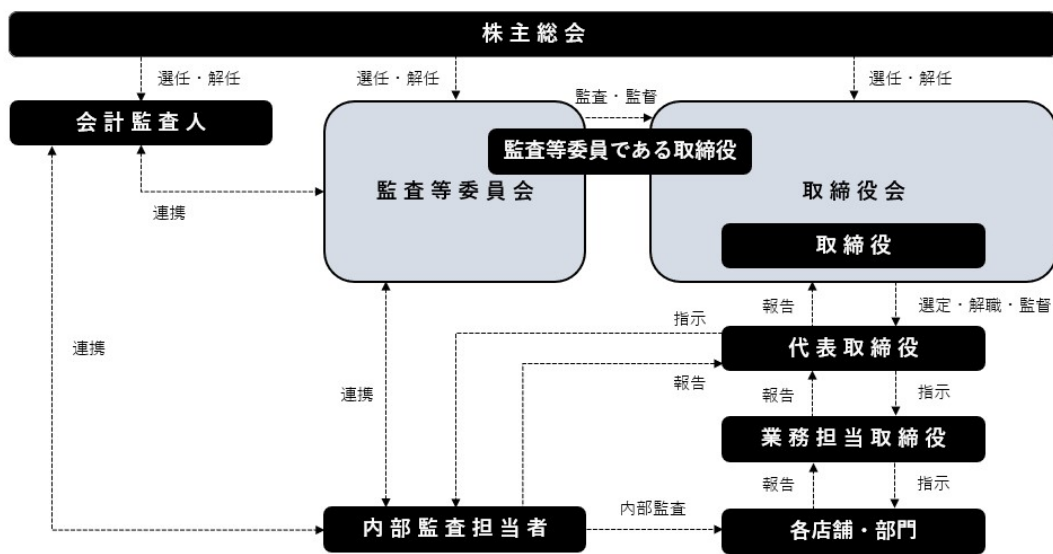 株主総会
選任・解任
選任・解任
選任・解任
会計監査人
監査・監督
監査等委員である取締役
監査等委員会
取締役会
連携
取締役
報告
選定・解職・監督
指示
代表取締役
連携
連携
報告
報告
指示
業務担当取締役
報告
指示
内部監査担当者
内部監査
各店舗・部門